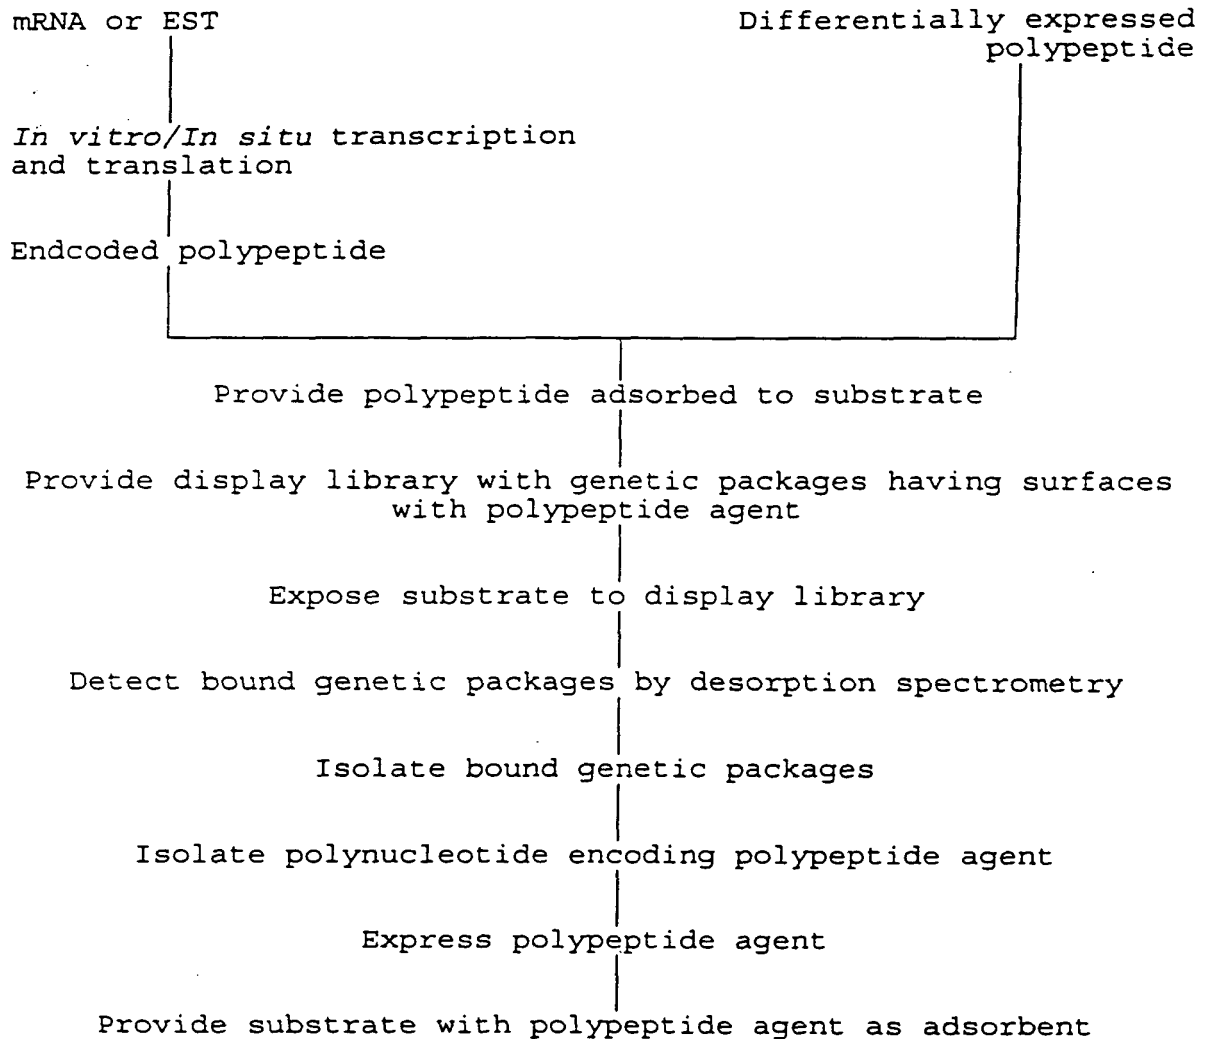 mRNA or EST
Differentially expressed
polypeptide
In vitro/In situ transcription
and translation
Endcoded polypeptide
Provide polypeptide adsorbed to substrate
Provide display library with genetic packages having surfaces
with polypeptide agent
Expose substrate to display library
Detect bound genetic packages by desorption spectrometry
Isolate bound genetic packages
Isolate polynucleotide encoding polypeptide agent
Express polypeptide agent
Provide substrate with polypeptide agent as adsorbent